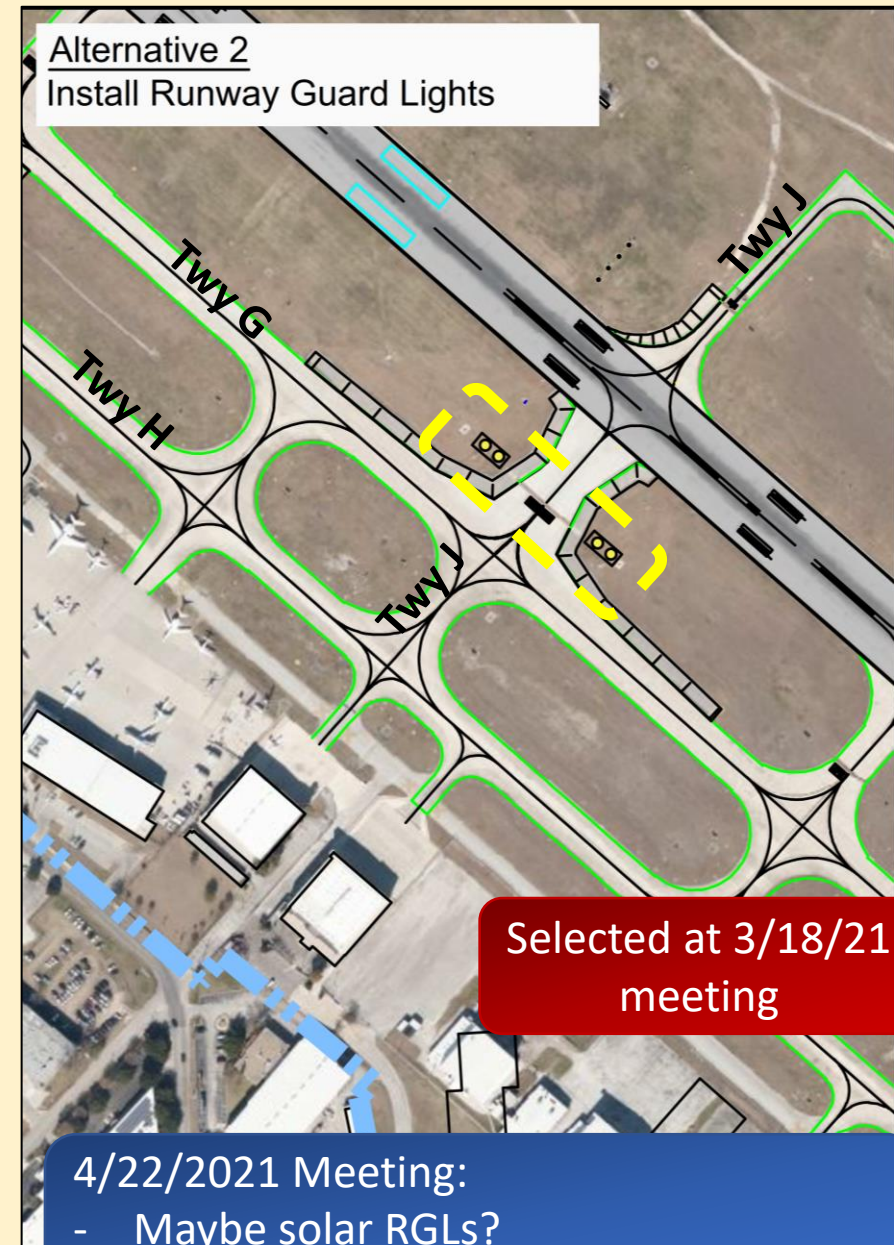 Alternative 2
Install Runway Guard Lights
Twy J
Twy G
Twy H
Twy J
Selected at 3/18/21
meeting
4/22/2021 Meeting:
- Maybe solar RGLs?